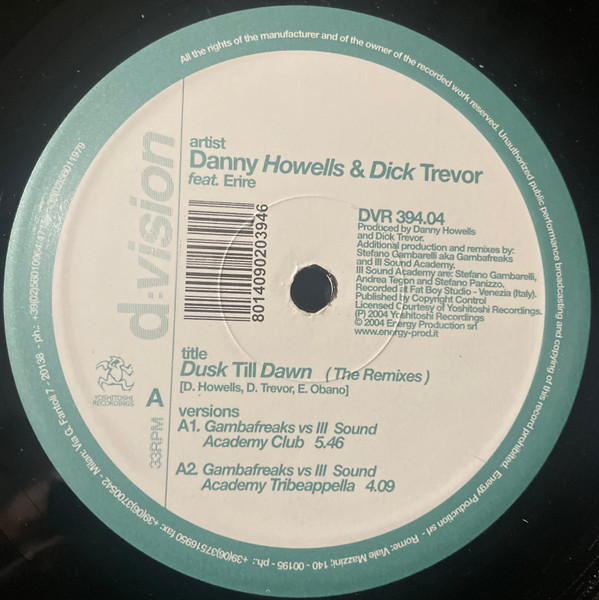 All the rights of the manufacturer and of the owner of the recorded work reserved. Unauthorized public performance broadcasting and copying of this record prohibited. Energy Production srl - Rome: Viale Mazzini, 140 - 00195 - ph.: +39(06)37516950 fax: +39(06)3700542, Milan: Via G. Fantoli 7 - 20138 - ph.:
d:vision
artist
Danny Howells & Dick Trevor
feat. Erire
8014090203946
DVR 394.04
Produced by Danny Howells
and Dick Trevor.
Additional production and remixes by:
Stefano Gambarelli aka Gambafreaks
and Ill Sound Academy.
Ill Sound Academy are: Stefano Gambarelli,
Andrea Tegon and Stefano Panizzo.
Recorded at Fat Boy Studio - Venezia (Italy).
Published by Copyright Control
Licensed Courtesy of Yoshitoshi Recordings.
(P) 2004 Yoshitoshi Recordings
© 2004 Energy Production srl
www.energy-prod.it
title
Dusk Till Dawn (The Remixes)
[D. Howells, D. Trevor, E. Obano]
YOSHITOSHI
RECORDINGS
A
33RPM
versions
A1. Gambafreaks vs Ill Sound
Academy Club 5.46
A2. Gambafreaks vs Ill Sound
Academy Tribeappella 4.09